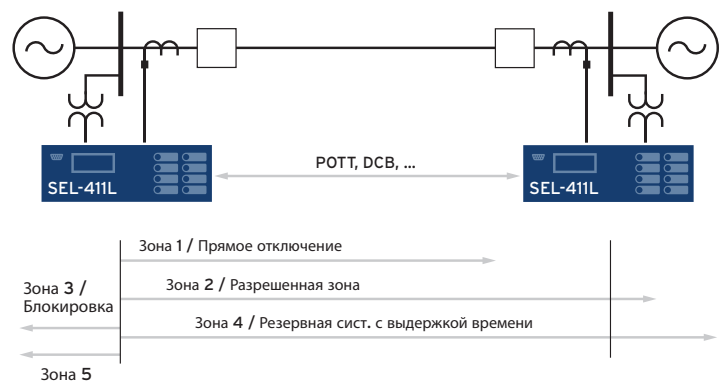 POTT, DCB, ...
SEL-411L
SEL-411L
Зона 1 / Прямое отключение
Зона 2 / Разрешенная зона
Зона 3 /
Блокировка
Зона 4 / Резервная сист. с выдержкой времени
Зона 5